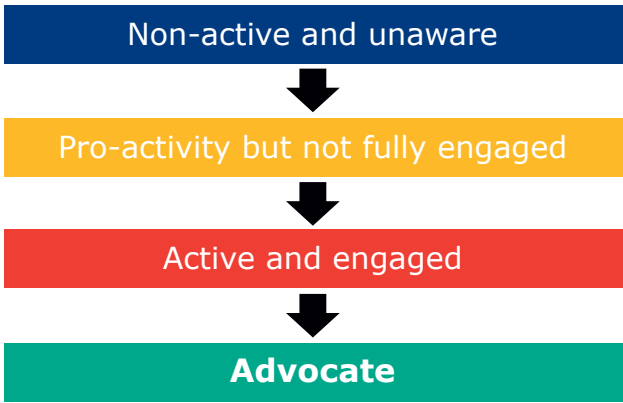 Non-active and unaware
Pro-activity but not fully engaged
Active and engaged
Advocate